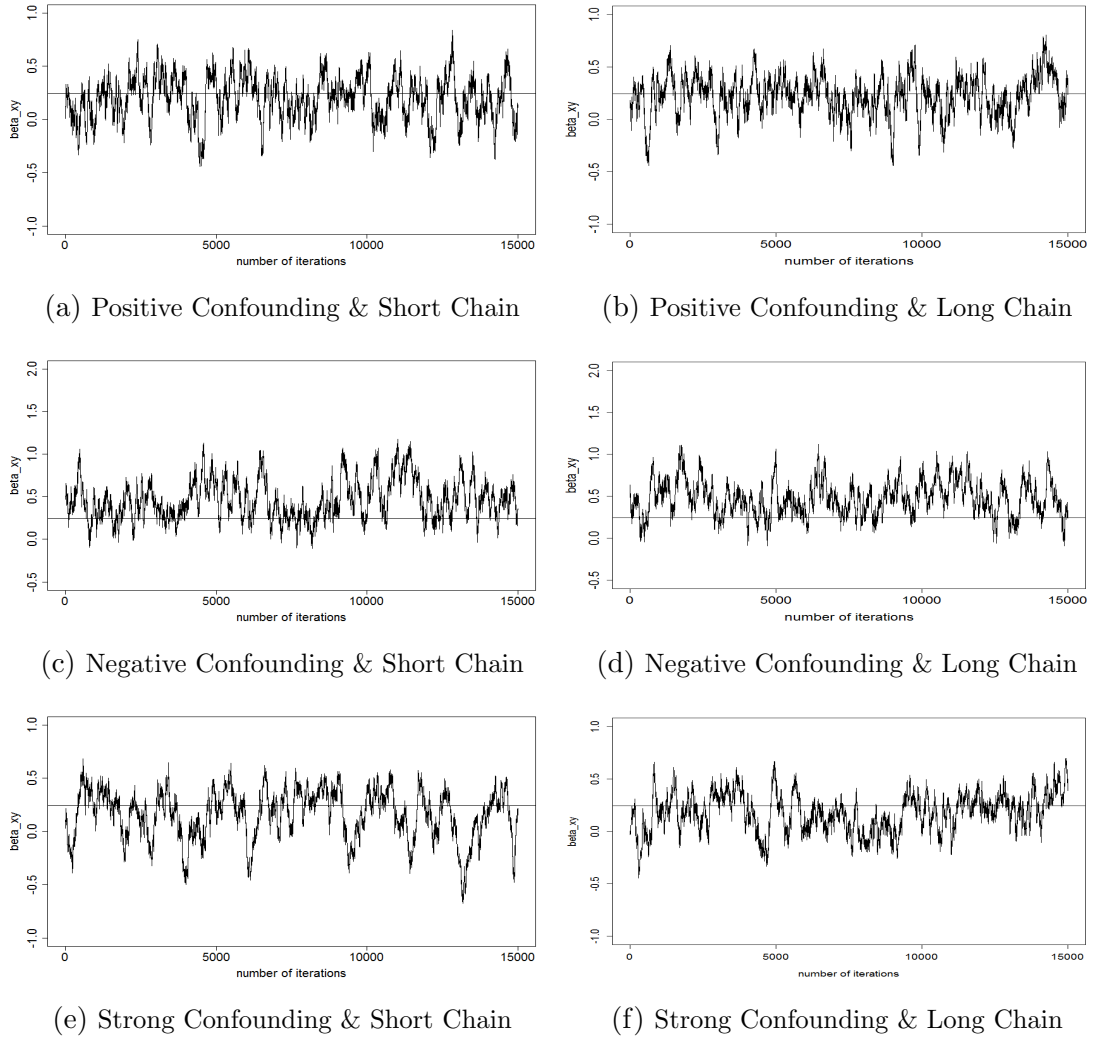 1.0
0.5
0.0
-0.5
-1.0
beta_xy
0 5000 10000 15000
number of iterations
(a) Positive Confounding & Short Chain
1.0
0.5
0.0
-0.5
-1.0
beta_xy
0 5000 10000 15000
number of iterations
(b) Positive Confounding & Long Chain
2.0
1.5
1.0
0.5
0.0
-0.5
beta_xy
0 5000 10000 15000
number of iterations
(c) Negative Confounding & Short Chain
2.0
1.5
1.0
0.5
0.0
-0.5
beta_xy
0 5000 10000 15000
number of iterations
(d) Negative Confounding & Long Chain
1.0
0.5
0.0
-0.5
-1.0
beta_xy
0 5000 10000 15000
number of iterations
(e) Strong Confounding & Short Chain
1.0
0.5
0.0
-0.5
-1.0
beta_xy
0 5000 10000 15000
number of iterations
(f) Strong Confounding & Long Chain